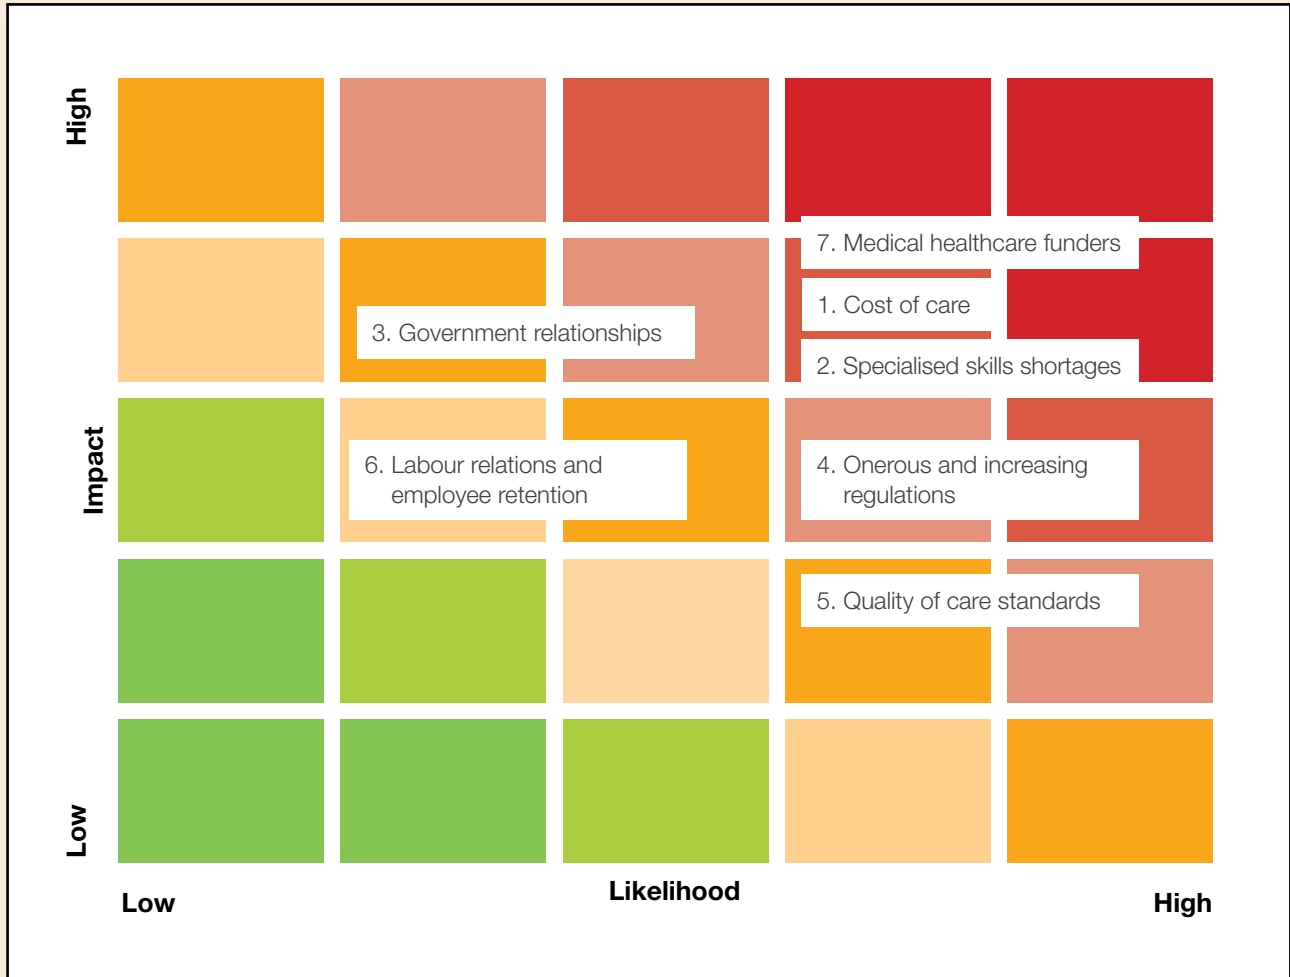 High
7. Medical healthcare funders
1. Cost of care
3. Government relationships
2. Specialised skills shortages
Impact
6. Labour relations and
employee retention
4. Onerous and increasing
regulations
5. Quality of care standards
Low
Low
Likelihood
High